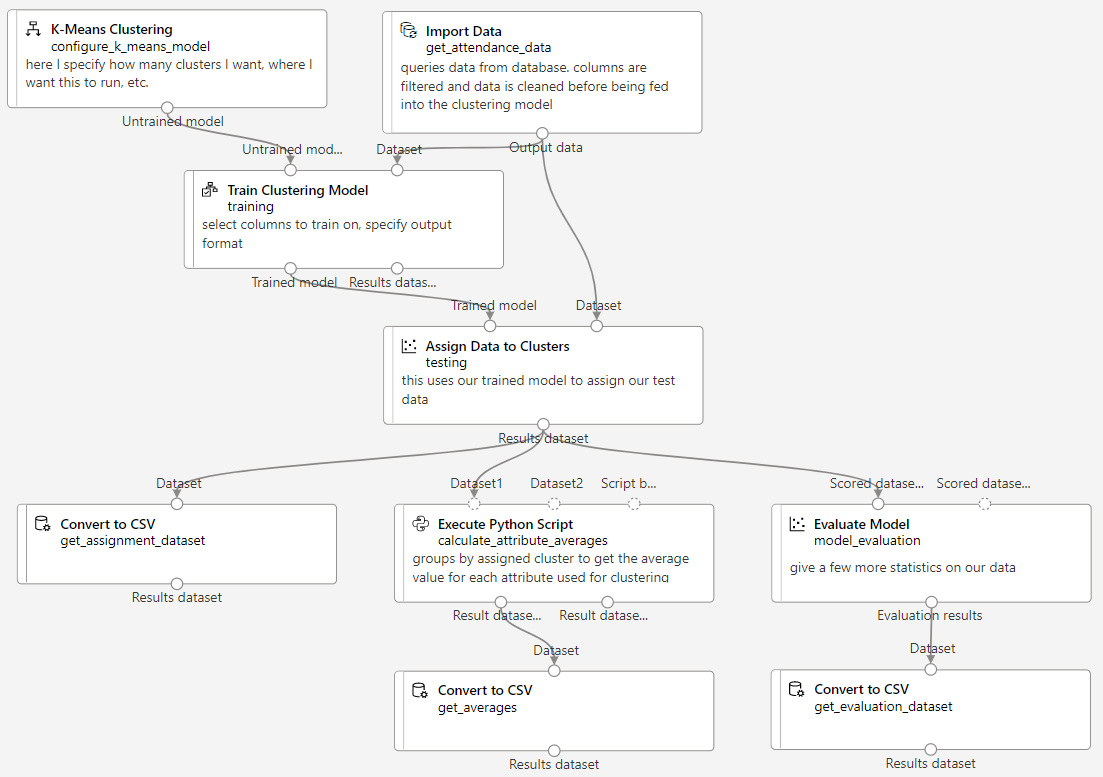 K-Means Clustering
configure_k_means_model
here I specify how many clusters I want, where I
want this to run, etc.
Untrained model
Import Data
get_attendance_data
queries data from database. columns are
filtered and data is cleaned before being fed
into the clustering model
Output data
Untrained mod...
Dataset
Train Clustering Model
training
select columns to train on, specify output
format
Trained model
Results datas...
Trained model
Dataset
Assign Data to Clusters
testing
this uses our trained model to assign our test
data
Results dataset
Dataset
Convert to CSV
get_assignment_dataset
Results dataset
Dataset1
Dataset2
Script b...
Execute Python Script
calculate_attribute_averages
groups by assigned cluster to get the average
value for each attribute used for clustering
Result datase...
Result datase...
Scored datase...
Scored datase...
Evaluate Model
model_evaluation
give a few more statistics on our data
Evaluation results
Dataset
Convert to CSV
get_averages
Results dataset
Dataset
Convert to CSV
get_evaluation_dataset
Results dataset